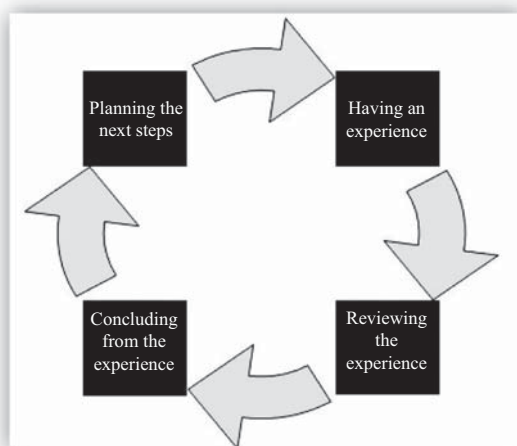 Planning the
next steps
Having an
experience
Concluding
from the
experience
Reviewing
the
experience